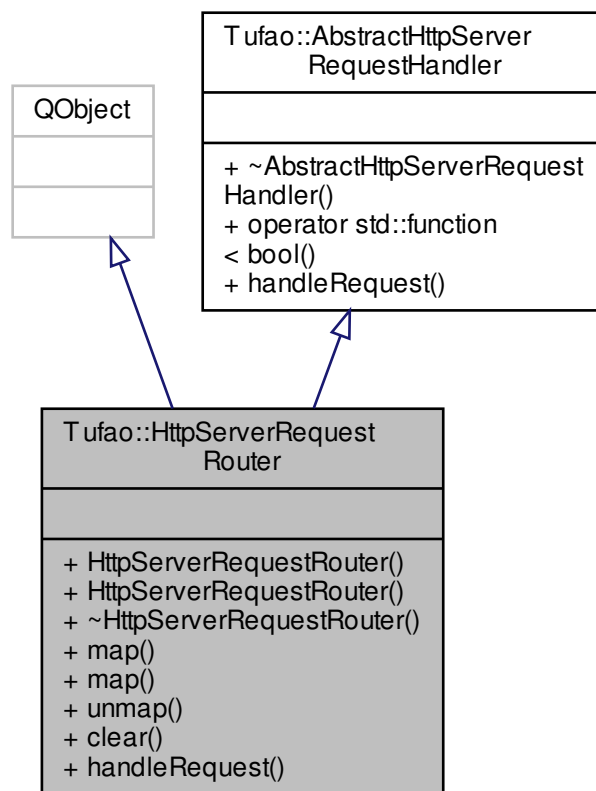 QObject
Tufao::AbstractHttpServer
RequestHandler
+ ~AbstractHttpServerRequest
Handler()
+ operator std::function
< bool()
+ handleRequest()
Tufao::HttpServerRequest
Router
+ HttpServerRequestRouter()
+ HttpServerRequestRouter()
+ ~HttpServerRequestRouter()
+ map()
+ map()
+ unmap()
+ clear()
+ handleRequest()